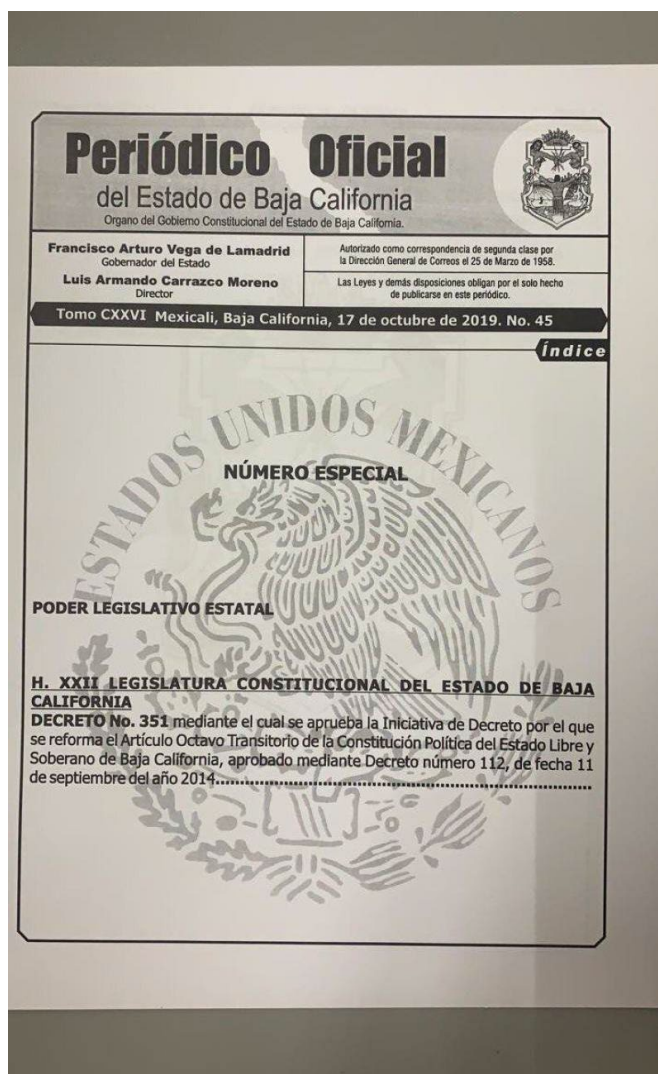 Periódico Oficial
del Estado de Baja California
Organo del Gobierno Constitucional del Estado de Baja California.
Francisco Arturo Vega de Lamadrid
Gobernador del Estado
Luis Armando Carrazco Moreno
Director
Autorizado como correspondencia de segunda clase por
la Dirección General de Correos el 25 de Marzo de 1958.
Las Leyes y demás disposiciones obligan por el solo hecho
de publicarse en este periódico.
Tomo CXXVI Mexicali, Baja California, 17 de octubre de 2019. No. 45
Índice
ESTADOS UNIDOS MEXICANOS
NÚMERO ESPECIAL
PODER LEGISLATIVO ESTATAL
H. XXII LEGISLATURA CONSTITUCIONAL DEL ESTADO DE BAJA
CALIFORNIA
DECRETO No. 351 mediante el cual se aprueba la Iniciativa de Decreto por el que
se reforma el Artículo Octavo Transitorio de la Constitución Política del Estado Libre y
Soberano de Baja California, aprobado mediante Decreto número 112, de fecha 11
de septiembre del año 2014.......................................................................